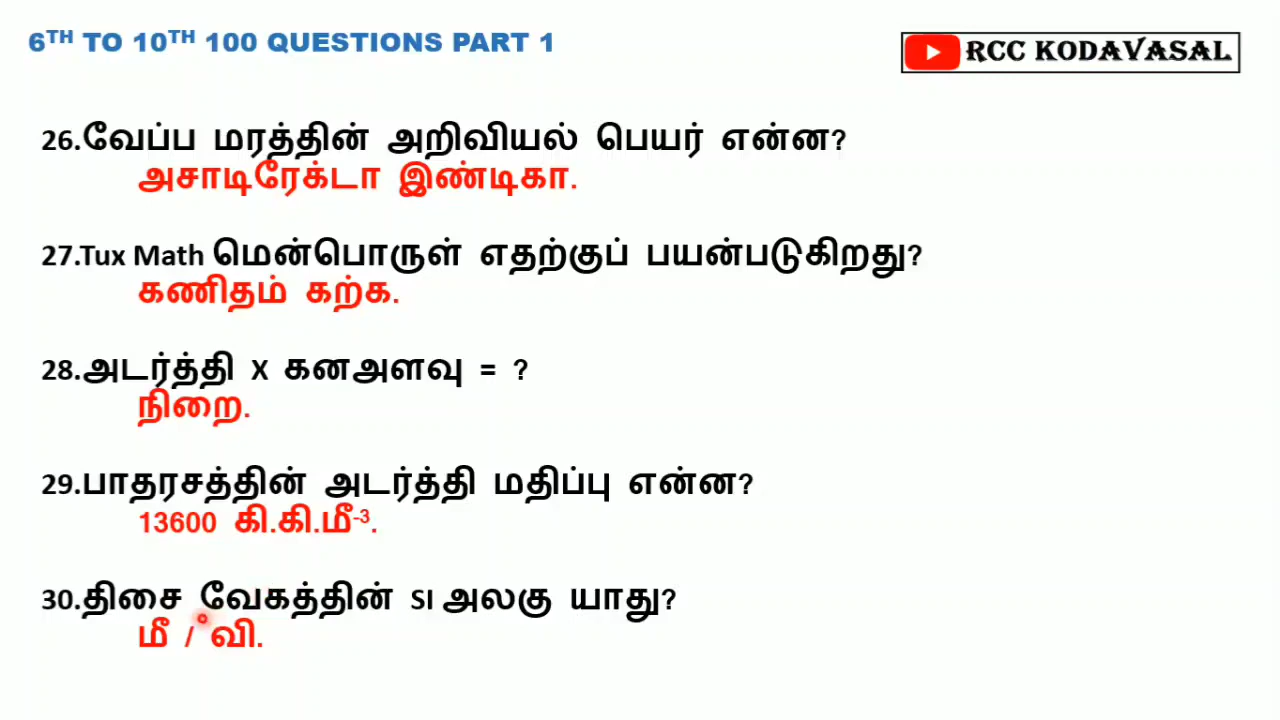 6TH TO 10TH 100 QUESTIONS PART 1
RCC KODAVASAL
26.வேப்ப மரத்தின் அறிவியல் பெயர் என்ன?
அசாடிரேக்டா இண்டிகா.
27.Tux Math மென்பொருள் எதற்குப் பயன்படுகிறது?
கணிதம் கற்க.
28.அடர்த்தி X கனஅளவு = ?
நிறை.
29.பாதரசத்தின் அடர்த்தி மதிப்பு என்ன?
13600 கி.கி.மீ-3.
30.திசை வேகத்தின் SI அலகு யாது?
மீ / வி.